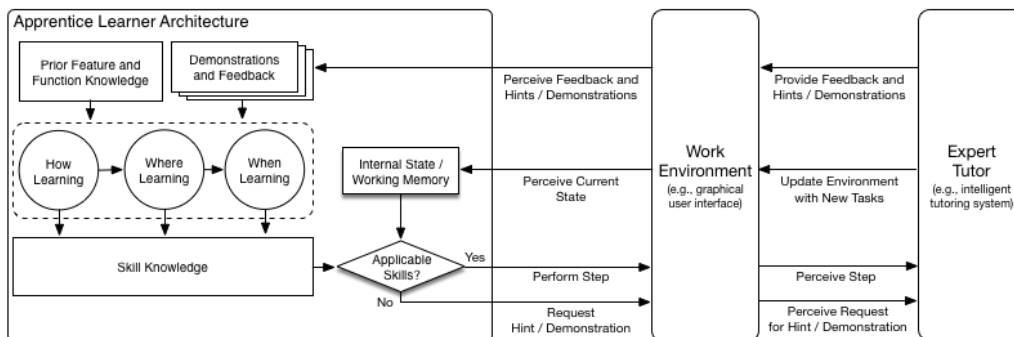 Apprentice Learner Architecture
Prior Feature and
Function Knowledge
Demonstrations
and Feedback
How
Learning
Where
Learning
When
Learning
Skill Knowledge
Internal State /
Working Memory
Applicable
Skills?
Yes
No
Perceive Feedback and
Hints / Demonstrations
Perceive Current
State
Perform Step
Request
Hint / Demonstration
Work
Environment
(e.g., graphical
user interface)
Provide Feedback and
Hints / Demonstrations
Update Environment
with New Tasks
Perceive Step
Perceive Request
for Hint / Demonstration
Expert
Tutor
(e.g., intelligent
tutoring system)